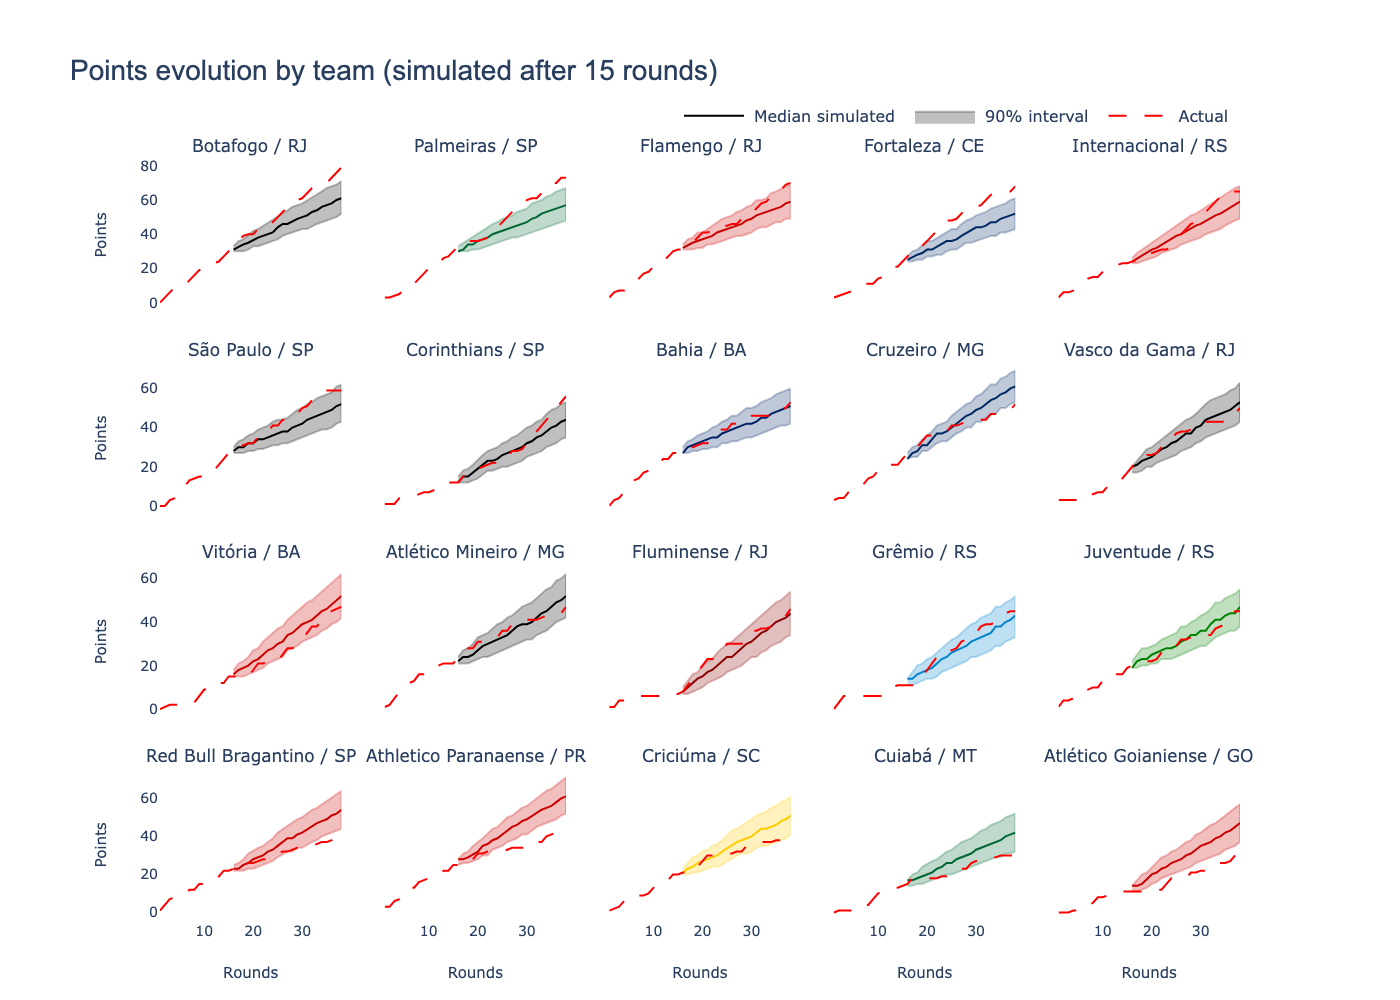 Points evolution by team (simulated after 15 rounds)
Median simulated 90% interval Actual
Botafogo / RJ Palmeiras / SP Flamengo / RJ Fortaleza / CE Internacional / RS
80
60
40
20
0
Points
São Paulo / SP Corinthians / SP Bahia / BA Cruzeiro / MG Vasco da Gama / RJ
60
40
20
0
Points
Vitória / BA Atlético Mineiro / MG Fluminense / RJ Grêmio / RS Juventude / RS
60
40
20
0
Points
Red Bull Bragantino / SP Athletico Paranaense / PR Criciúma / SC Cuiabá / MT Atlético Goianiense / GO
60
40
20
0
Points
10 20 30 10 20 30 10 20 30 10 20 30 10 20 30
Rounds Rounds Rounds Rounds Rounds